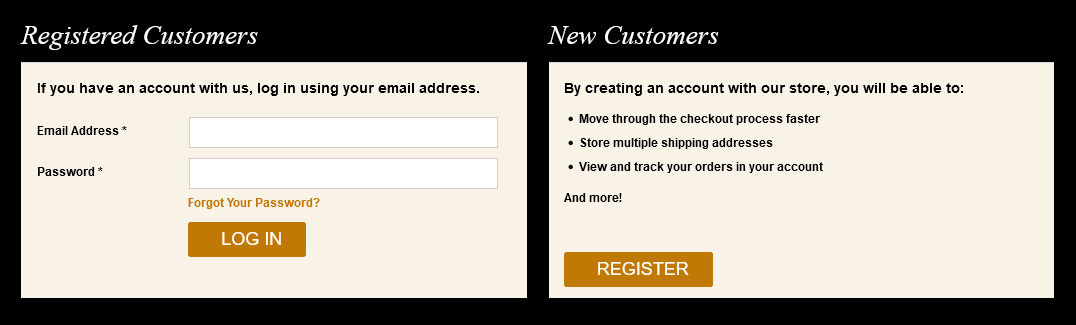 Registered Customers
If you have an account with us, log in using your email address.
Email Address *
Password *
Forgot Your Password?
LOG IN
New Customers
By creating an account with our store, you will be able to:
• Move through the checkout process faster
• Store multiple shipping addresses
• View and track your orders in your account
And more!
REGISTER